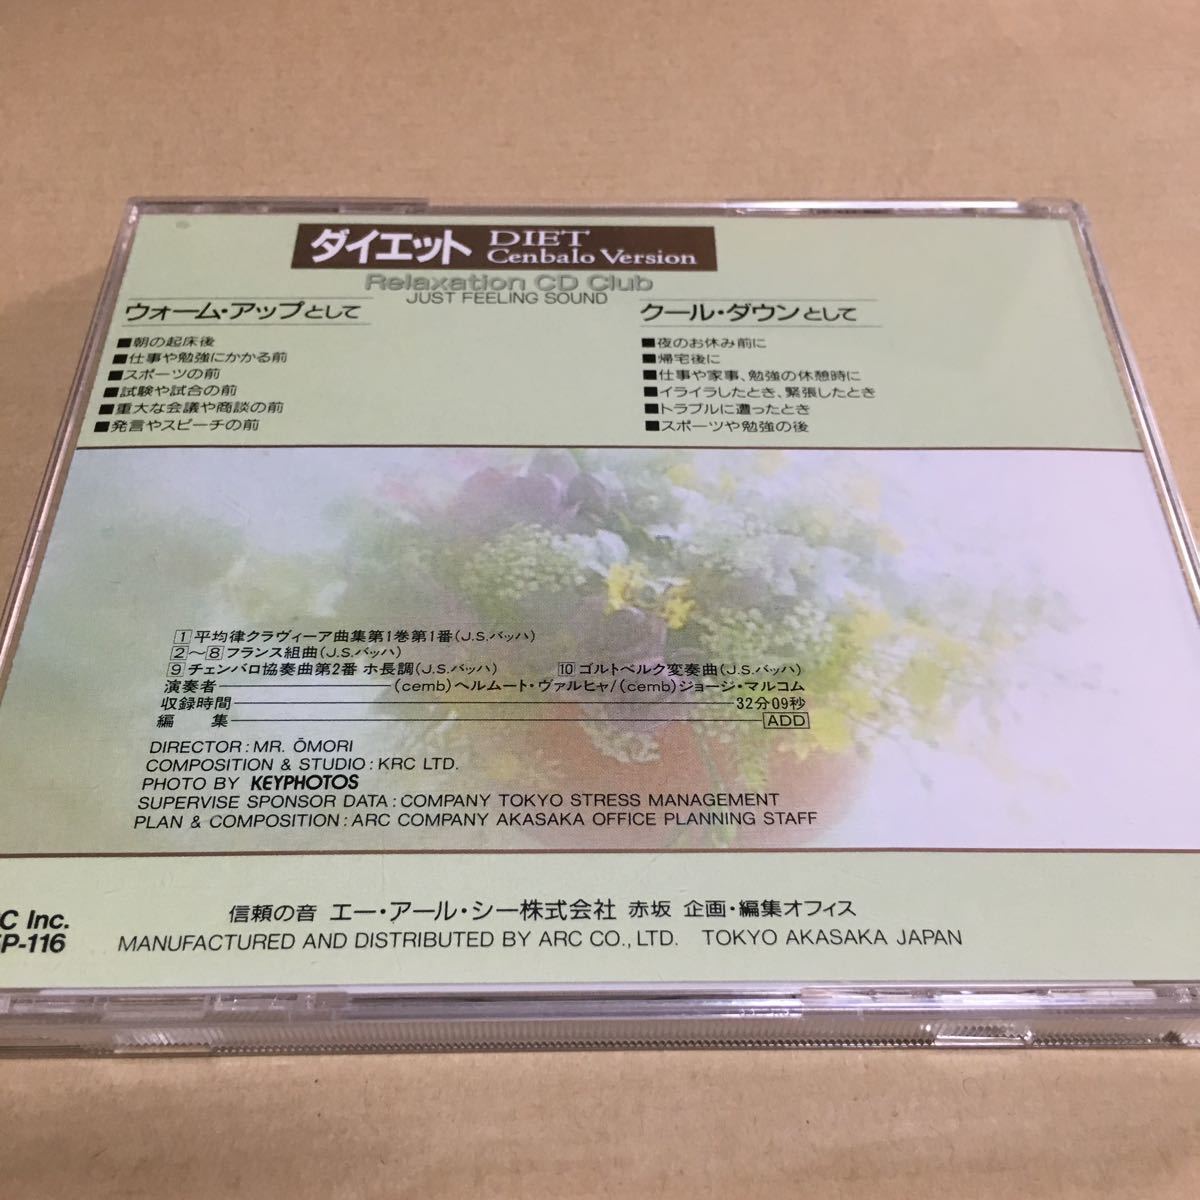 ダイエット DIET
Cenbalo Version
Relaxation CD Club
JUST FEELING SOUND
ウォーム・アップとして
■朝の起床後
■仕事や勉強にかかる前
■スポーツの前
■試験や試合の前
■重大な会議や商談の前
■発言やスピーチの前
クール・ダウンとして
■夜のお休み前に
■帰宅後に
■仕事や家事、勉強の休憩時に
■イライラしたとき、緊張したとき
■トラブルに遭ったとき
■スポーツや勉強の後
1 平均律クラヴィーア曲集第1巻第1番(J.S.バッハ)
2〜8 フランス組曲(J.S.バッハ)
9 チェンバロ協奏曲第2番 ホ長調(J.S.バッハ) 10 ゴルトベルク変奏曲(J.S.バッハ)
演奏者 (cemb)ヘルムート・ヴァルヒャ/(cemb)ジョージ・マルコム
収録時間 32分09秒
編集 ADD
DIRECTOR : MR. ŌMORI
COMPOSITION & STUDIO : KRC LTD.
PHOTO BY KEYPHOTOS
SUPERVISE SPONSOR DATA : COMPANY TOKYO STRESS MANAGEMENT
PLAN & COMPOSITION : ARC COMPANY AKASAKA OFFICE PLANNING STAFF
C Inc.
P-116
信頼の音 エー・アール・シー株式会社 赤坂 企画・編集オフィス
MANUFACTURED AND DISTRIBUTED BY ARC CO., LTD. TOKYO AKASAKA JAPAN